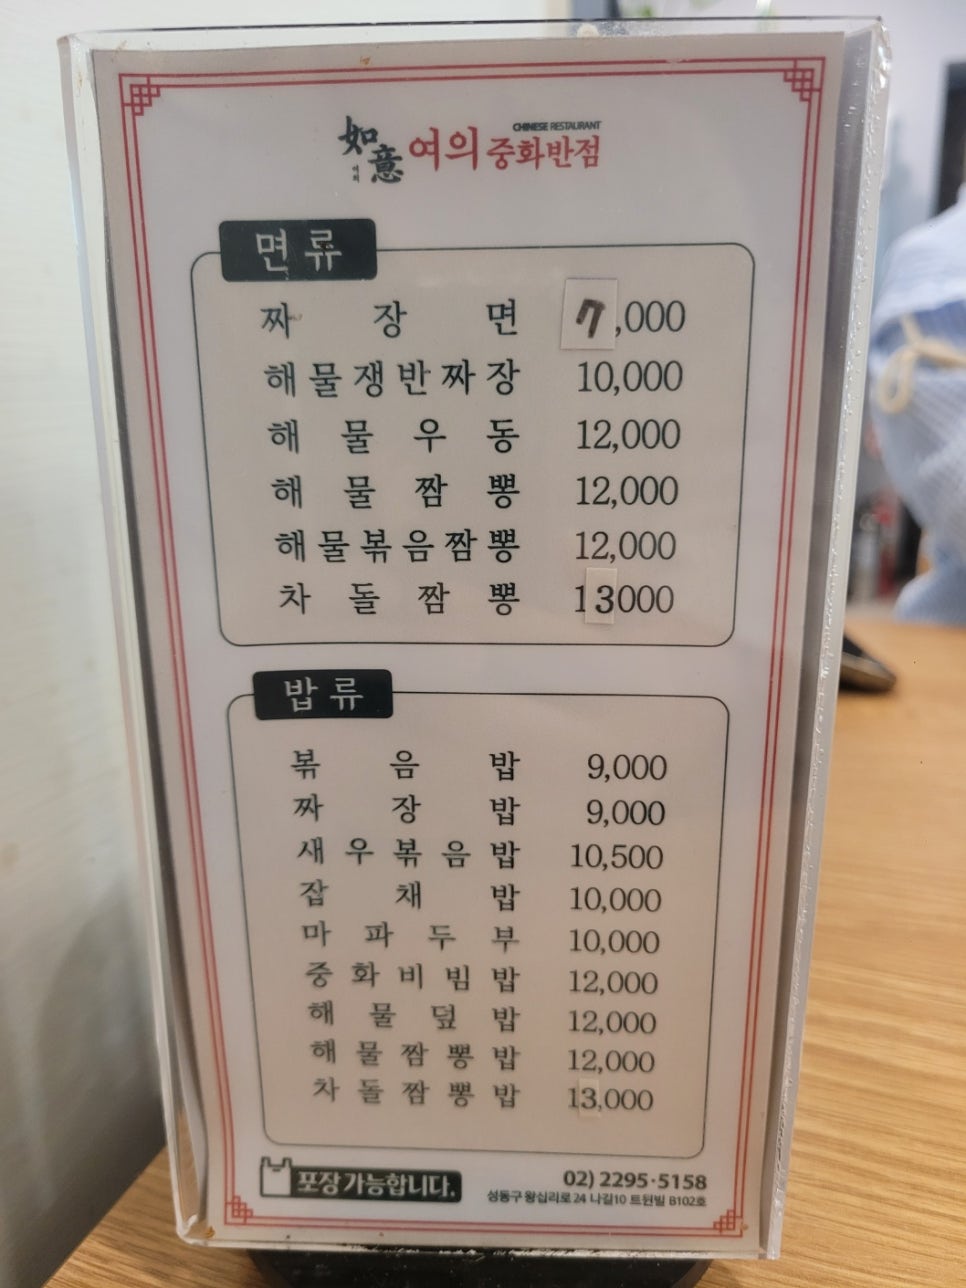 如意 여의
CHINESE RESTAURANT
여의 중화반점
면류
짜장면 7,000
해물쟁반짜장 10,000
해물우동 12,000
해물짬뽕 12,000
해물볶음짬뽕 12,000
차돌짬뽕 13000
밥류
볶음밥 9,000
짜장밥 9,000
새우볶음밥 10,500
잡채밥 10,000
마파두부 10,000
중화비빔밥 12,000
해물덮밥 12,000
해물짬뽕밥 12,000
차돌짬뽕밥 13,000
포장 가능합니다.
02) 2295·5158
성동구 왕십리로 24 나길10 트윈빌 B102호